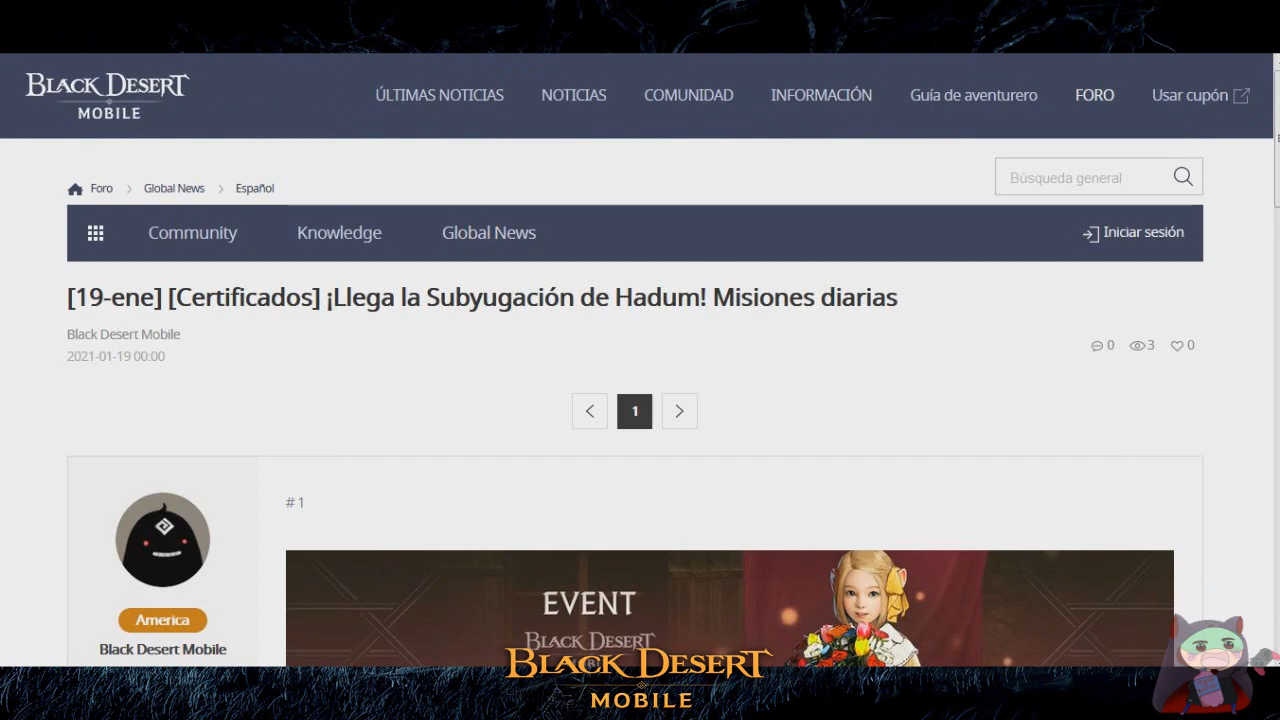 BLACK DESERT
MOBILE
ÚLTIMAS NOTICIAS NOTICIAS COMUNIDAD INFORMACIÓN Guía de aventurero FORO Usar cupón
Búsqueda general
Foro Global News Español
Community Knowledge Global News Iniciar sesión
[19-ene] [Certificados] ¡Llega la Subyugación de Hadum! Misiones diarias
Black Desert Mobile
2021-01-19 00:00
0 3 0
1
# 1
EVENT
BLACK DESERT
America
Black Desert Mobile
BLACK DESERT
MOBILE